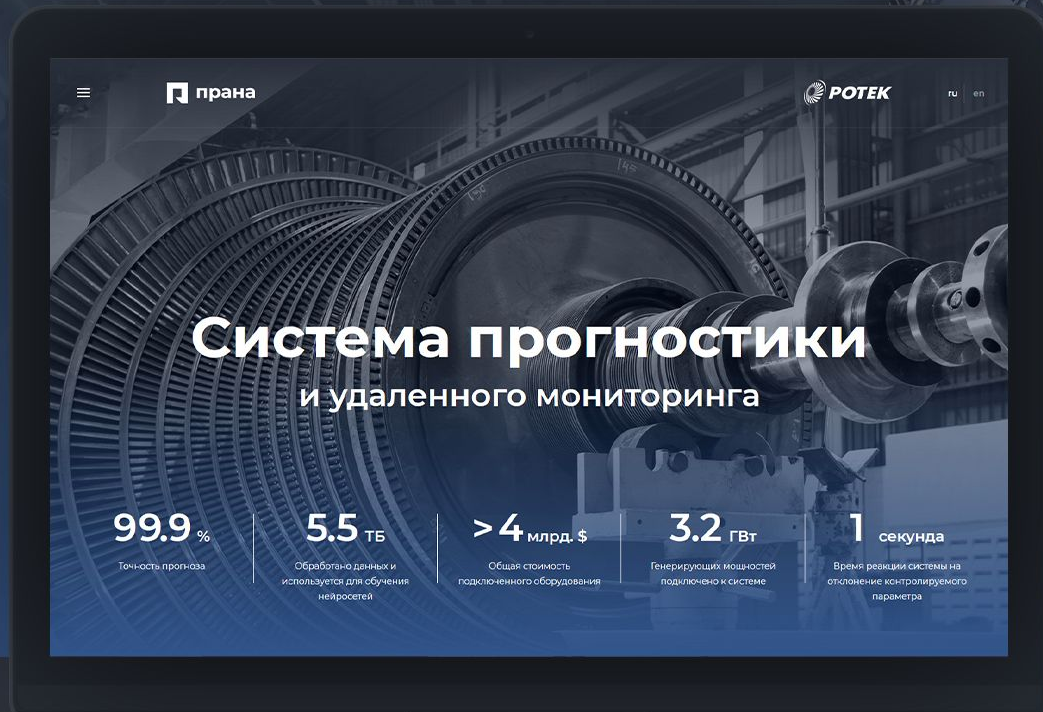 прана
РОТЕК
ru en
Система прогностики
и удаленного мониторинга
99.9 %
Точность прогноза
5.5 ТБ
Обработано данных и
используется для обучения
нейросетей
>4 млрд. $
Общая стоимость
подключенного оборудования
3.2 ГВт
Генерирующих мощностей
подключено к системе
1 секунда
Время реакции системы на
отклонение контролируемого
параметра